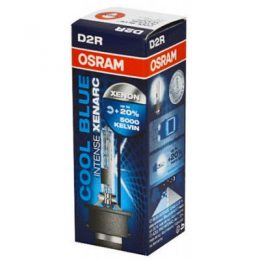 D2R
OSRAM
XENON
up to
+20%
5000
KELVIN
COOL BLUE
INTENSE XENARC
D2R
OSRAM